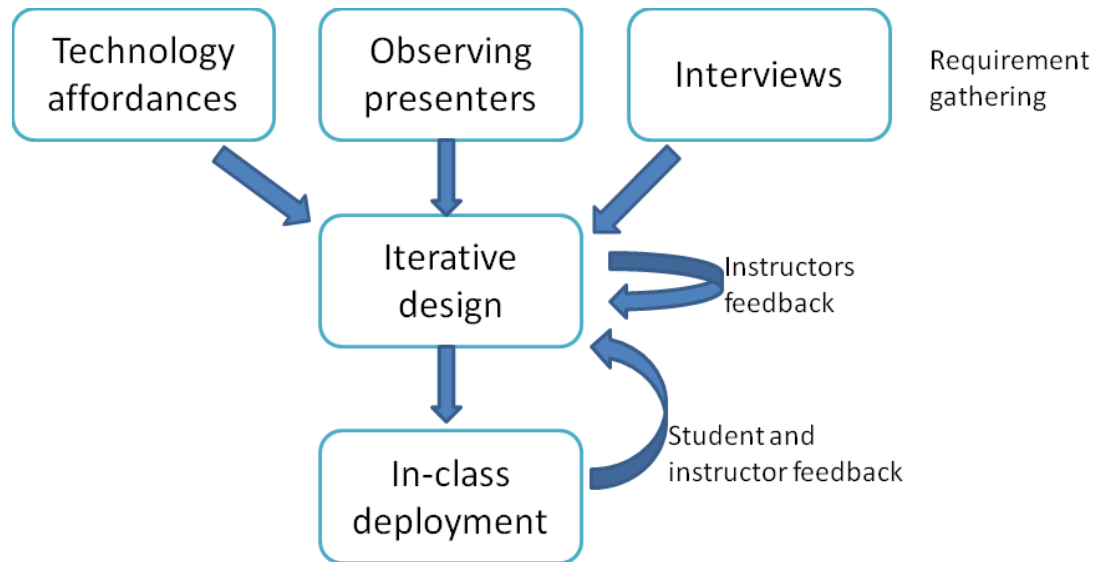 Technology
affordances
Observing
presenters
Interviews
Requirement
gathering
Iterative
design
Instructors
feedback
Student and
instructor feedback
In-class
deployment